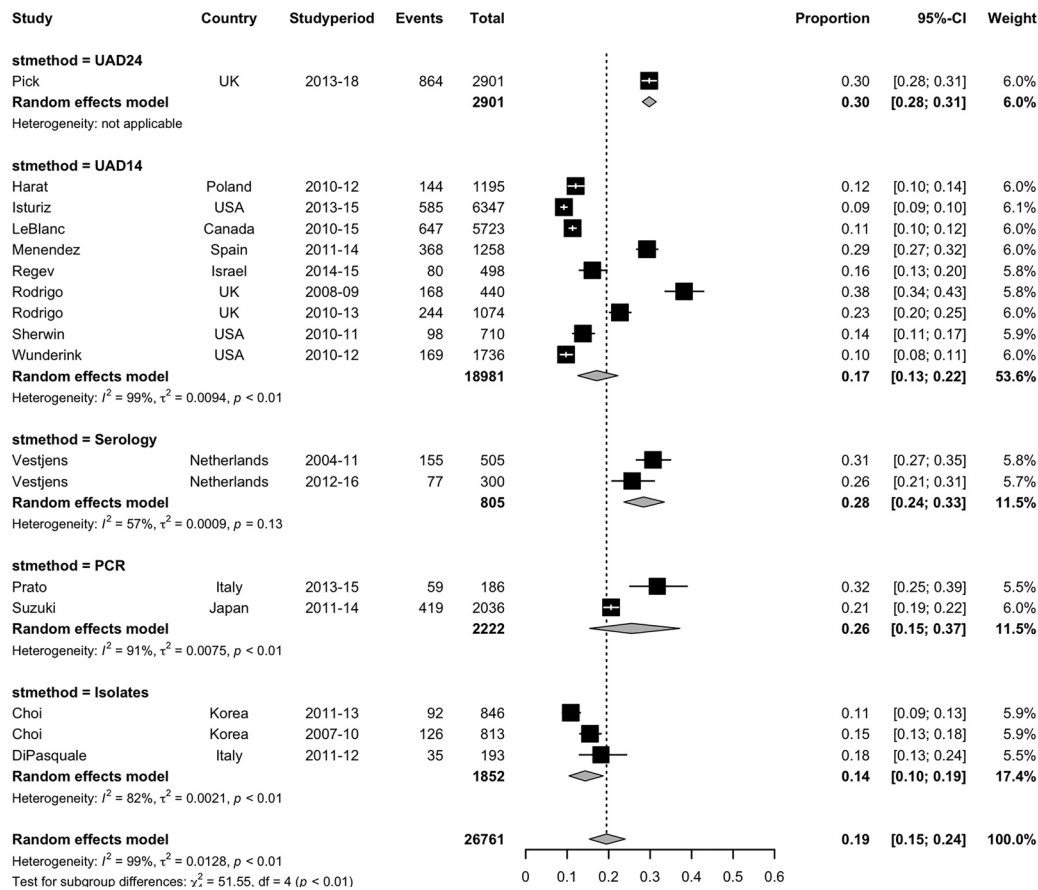 Study Country Studyperiod Events Total Proportion 95%-CI Weight
stmethod = UAD24
Pick UK 2013-18 864 2901 0.30 [0.28; 0.31] 6.0%
Random effects model 2901 0.30 [0.28; 0.31] 6.0%
Heterogeneity: not applicable
stmethod = UAD14
Harat Poland 2010-12 144 1195 0.12 [0.10; 0.14] 6.0%
Isturiz USA 2013-15 585 6347 0.09 [0.09; 0.10] 6.1%
LeBlanc Canada 2010-15 647 5723 0.11 [0.10; 0.12] 6.0%
Menendez Spain 2011-14 368 1258 0.29 [0.27; 0.32] 6.0%
Regev Israel 2014-15 80 498 0.16 [0.13; 0.20] 5.8%
Rodrigo UK 2008-09 168 440 0.38 [0.34; 0.43] 5.8%
Rodrigo UK 2010-13 244 1074 0.23 [0.20; 0.25] 6.0%
Sherwin USA 2010-11 98 710 0.14 [0.11; 0.17] 5.9%
Wunderink USA 2010-12 169 1736 0.10 [0.08; 0.11] 6.0%
Random effects model 18981 0.17 [0.13; 0.22] 53.6%
Heterogeneity: I² = 99%, τ² = 0.0094, p < 0.01
stmethod = Serology
Vestjens Netherlands 2004-11 155 505 0.31 [0.27; 0.35] 5.8%
Vestjens Netherlands 2012-16 77 300 0.26 [0.21; 0.31] 5.7%
Random effects model 805 0.28 [0.24; 0.33] 11.5%
Heterogeneity: I² = 57%, τ² = 0.0009, p = 0.13
stmethod = PCR
Prato Italy 2013-15 59 186 0.32 [0.25; 0.39] 5.5%
Suzuki Japan 2011-14 419 2036 0.21 [0.19; 0.22] 6.0%
Random effects model 2222 0.26 [0.15; 0.37] 11.5%
Heterogeneity: I² = 91%, τ² = 0.0075, p < 0.01
stmethod = Isolates
Choi Korea 2011-13 92 846 0.11 [0.09; 0.13] 5.9%
Choi Korea 2007-10 126 813 0.15 [0.13; 0.18] 5.9%
DiPasquale Italy 2011-12 35 193 0.18 [0.13; 0.24] 5.5%
Random effects model 1852 0.14 [0.10; 0.19] 17.4%
Heterogeneity: I² = 82%, τ² = 0.0021, p < 0.01
Random effects model 26761 0.19 [0.15; 0.24] 100.0%
Heterogeneity: I² = 99%, τ² = 0.0128, p < 0.01
Test for subgroup differences: χ²₄ = 51.55, df = 4 (p < 0.01)
0 0.1 0.2 0.3 0.4 0.5 0.6